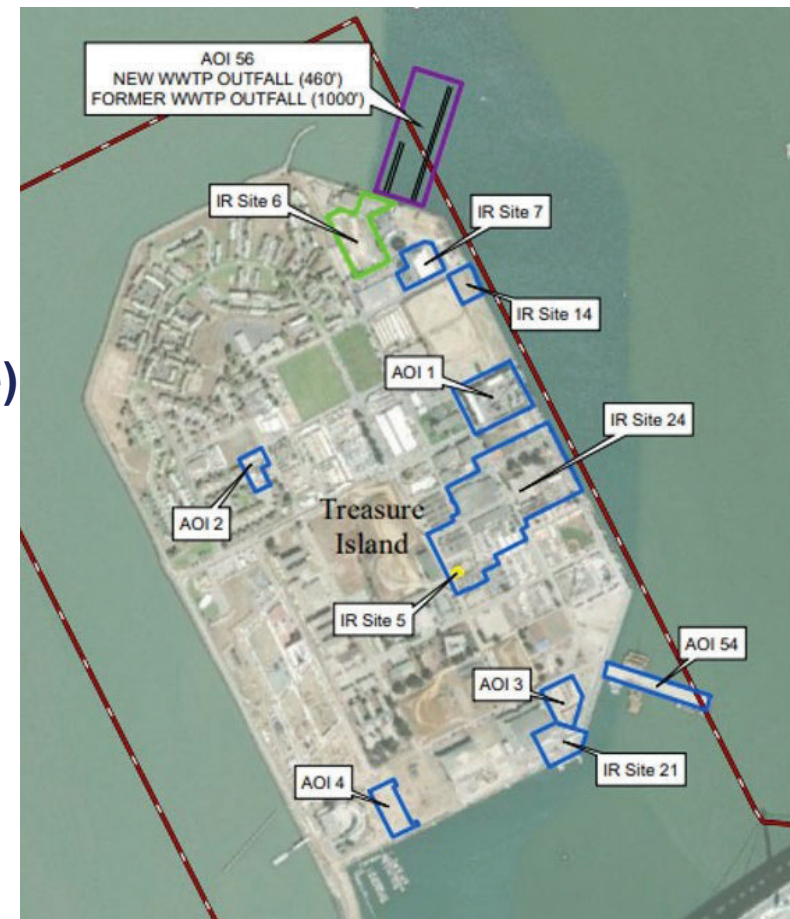 AOI 56
NEW WWTP OUTFALL (460')
FORMER WWTP OUTFALL (1000')
IR Site 6
IR Site 7
IR Site 14
AOI 1
IR Site 24
)
AOI 2
Treasure
Island
IR Site 5
AOI 54
AOI 3
IR Site 21
AOI 4